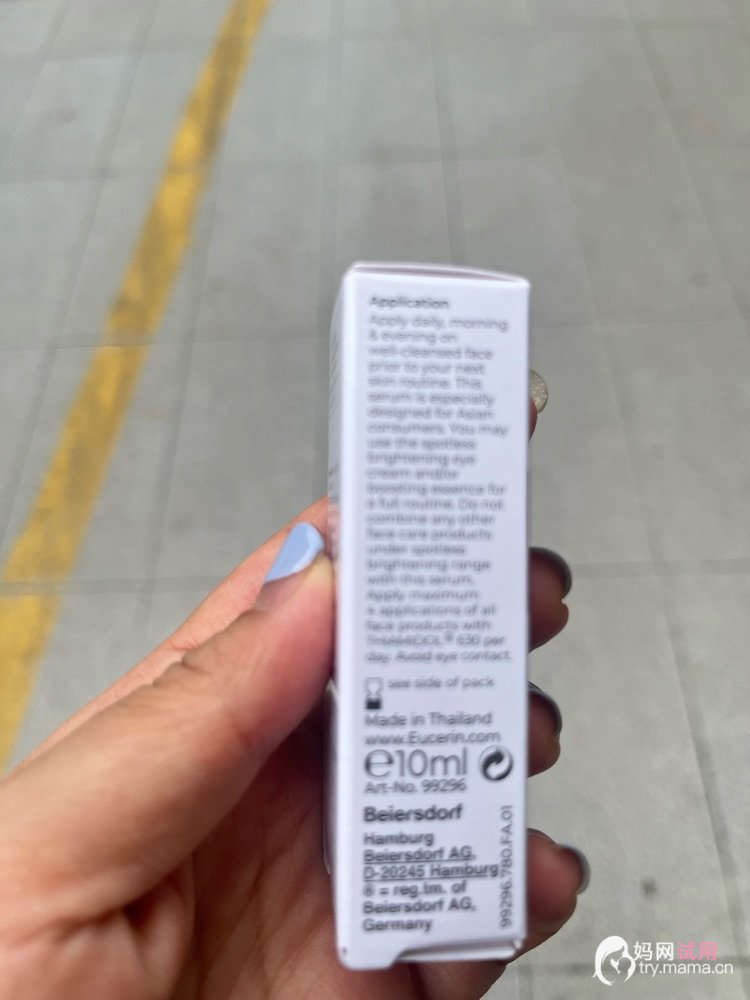 Application
Apply daily, morning
& evening on
well-cleansed face
prior to your next
skin routine. This
serum is especially
designed for Asian
consumers. You may
use the spotless
brightening eye
cream and/or
boosting essence for
a full routine. Do not
combine any other
face care products
under spotless
brightening range
with this serum.
Apply maximum
4 applications of all
face products with
THIAMIDOL® 630 per
day. Avoid eye contact.
see side of pack
Made in Thailand
www.Eucerin.com
℮10ml
Art-No. 99296
Beiersdorf
Hamburg
Beiersdorf AG,
D-20245 Hamburg
® = reg.tm. of
Beiersdorf AG,
Germany
99296.780.FA.01
妈网试用
try.mama.cn